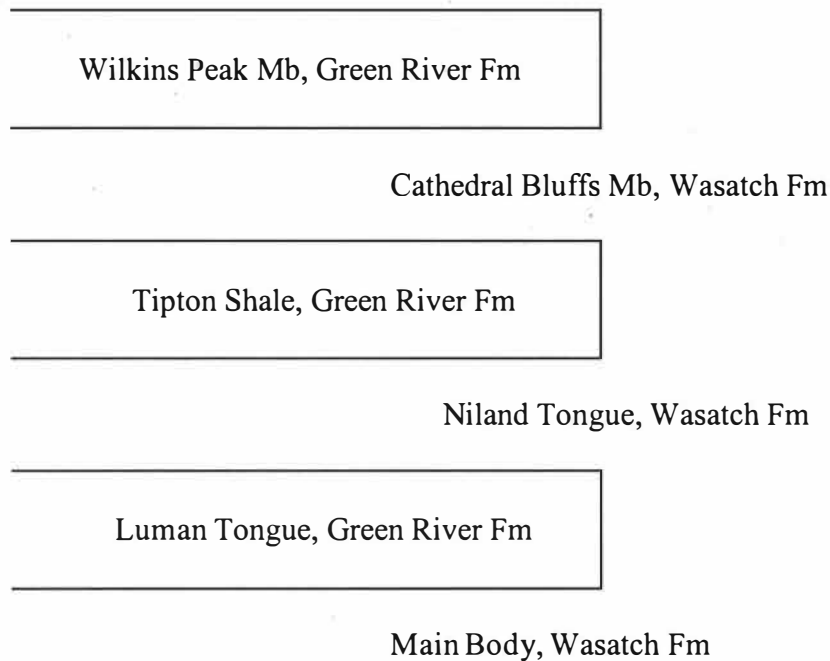 Wilkins Peak Mb, Green River Fm
Cathedral Bluffs Mb, Wasatch Fm
Tipton Shale, Green River Fm
Niland Tongue, Wasatch Fm
Luman Tongue, Green River Fm
Main Body, Wasatch Fm